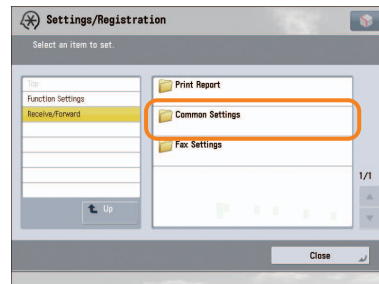 Settings/Registration
Select an item to set.
Top
Function Settings
Receive/Forward
Up
Print Report
Common Settings
Fax Settings
1/1
Close